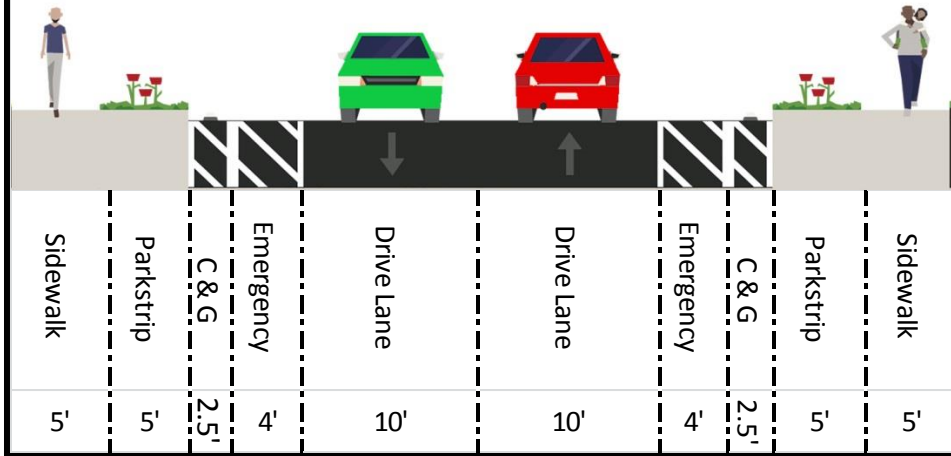 Sidewalk
Parkstrip
C & G
Emergency
Drive Lane
Drive Lane
Emergency
C & G
Parkstrip
Sidewalk
5'
5'
2.5'
4'
10'
10'
4'
2.5'
5'
5'